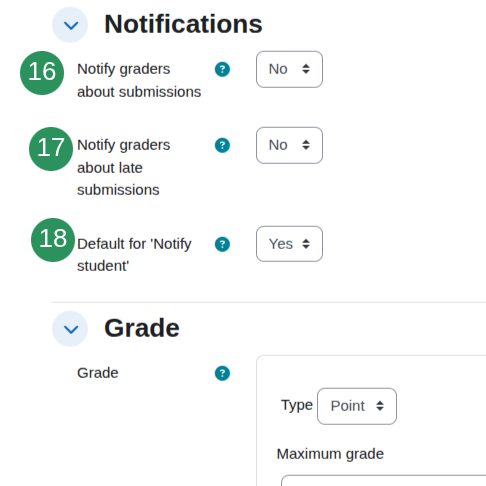 Notifications
16 Notify graders ? No
about submissions
17 Notify graders ? No
about late
submissions
18 Default for 'Notify ? Yes
student'
Grade
Grade ?
Type Point
Maximum grade